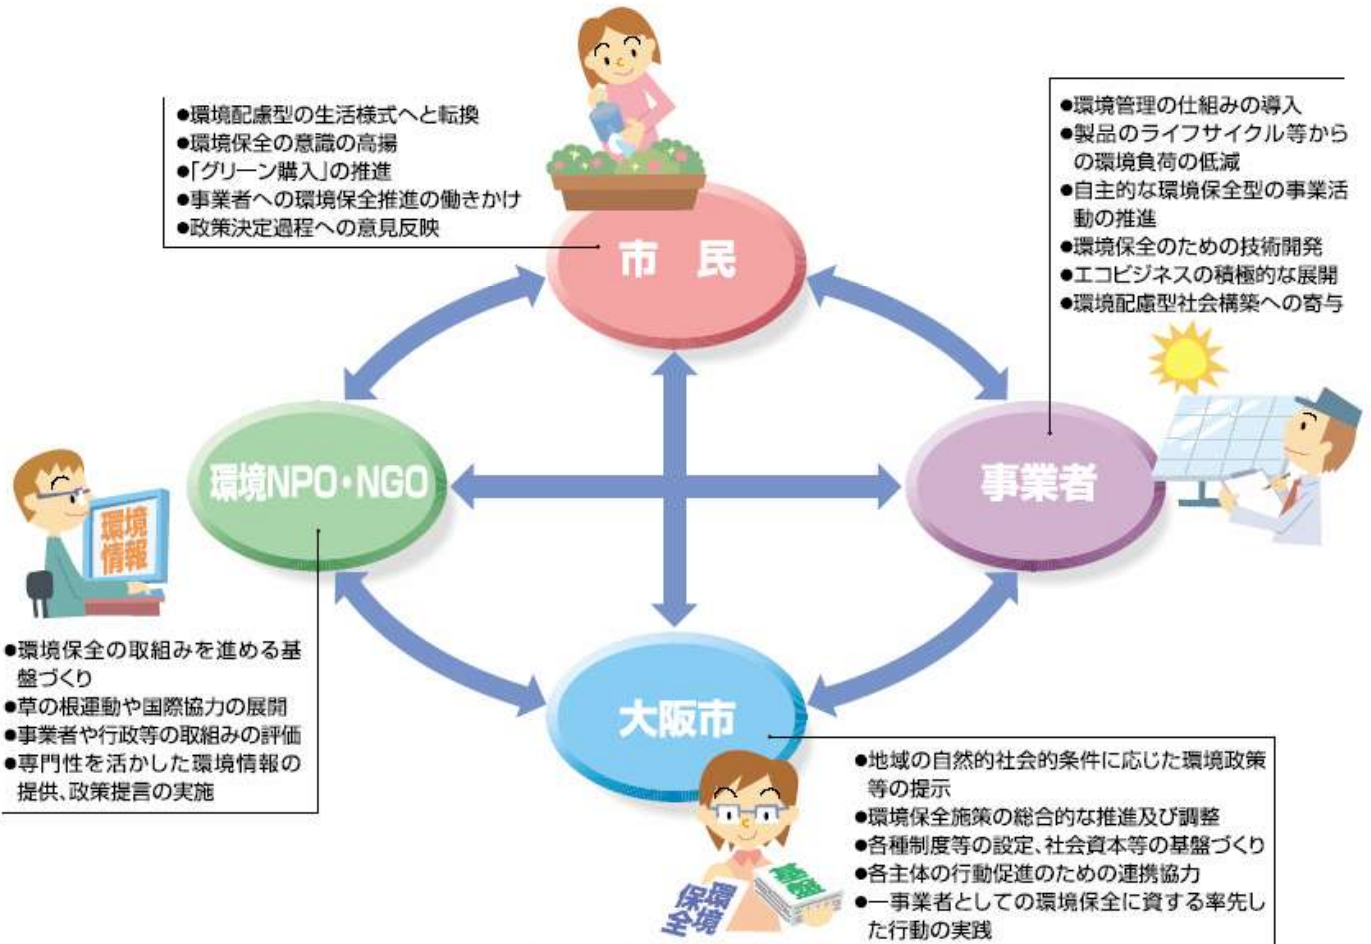 ●環境配慮型の生活様式へと転換
●環境保全の意識の高揚
●「グリーン購入」の推進
●事業者への環境保全推進の働きかけ
●政策決定過程への意見反映
市 民
●環境管理の仕組みの導入
●製品のライフサイクル等から
の環境負荷の低減
●自主的な環境保全型の事業活
動の推進
●環境保全のための技術開発
●エコビジネスの積極的な展開
●環境配慮型社会構築への寄与
環境NPO・NGO
事業者
環境
情報
●環境保全の取組みを進める基
盤づくり
●草の根運動や国際協力の展開
●事業者や行政等の取組みの評価
●専門性を活かした環境情報の
提供、政策提言の実施
大阪市
●地域の自然的社会的条件に応じた環境政策
等の提示
●環境保全施策の総合的な推進及び調整
●各種制度等の設定、社会資本等の基盤づくり
●各主体の行動促進のための連携協力
●一事業者としての環境保全に資する率先し
た行動の実践
環境
保全